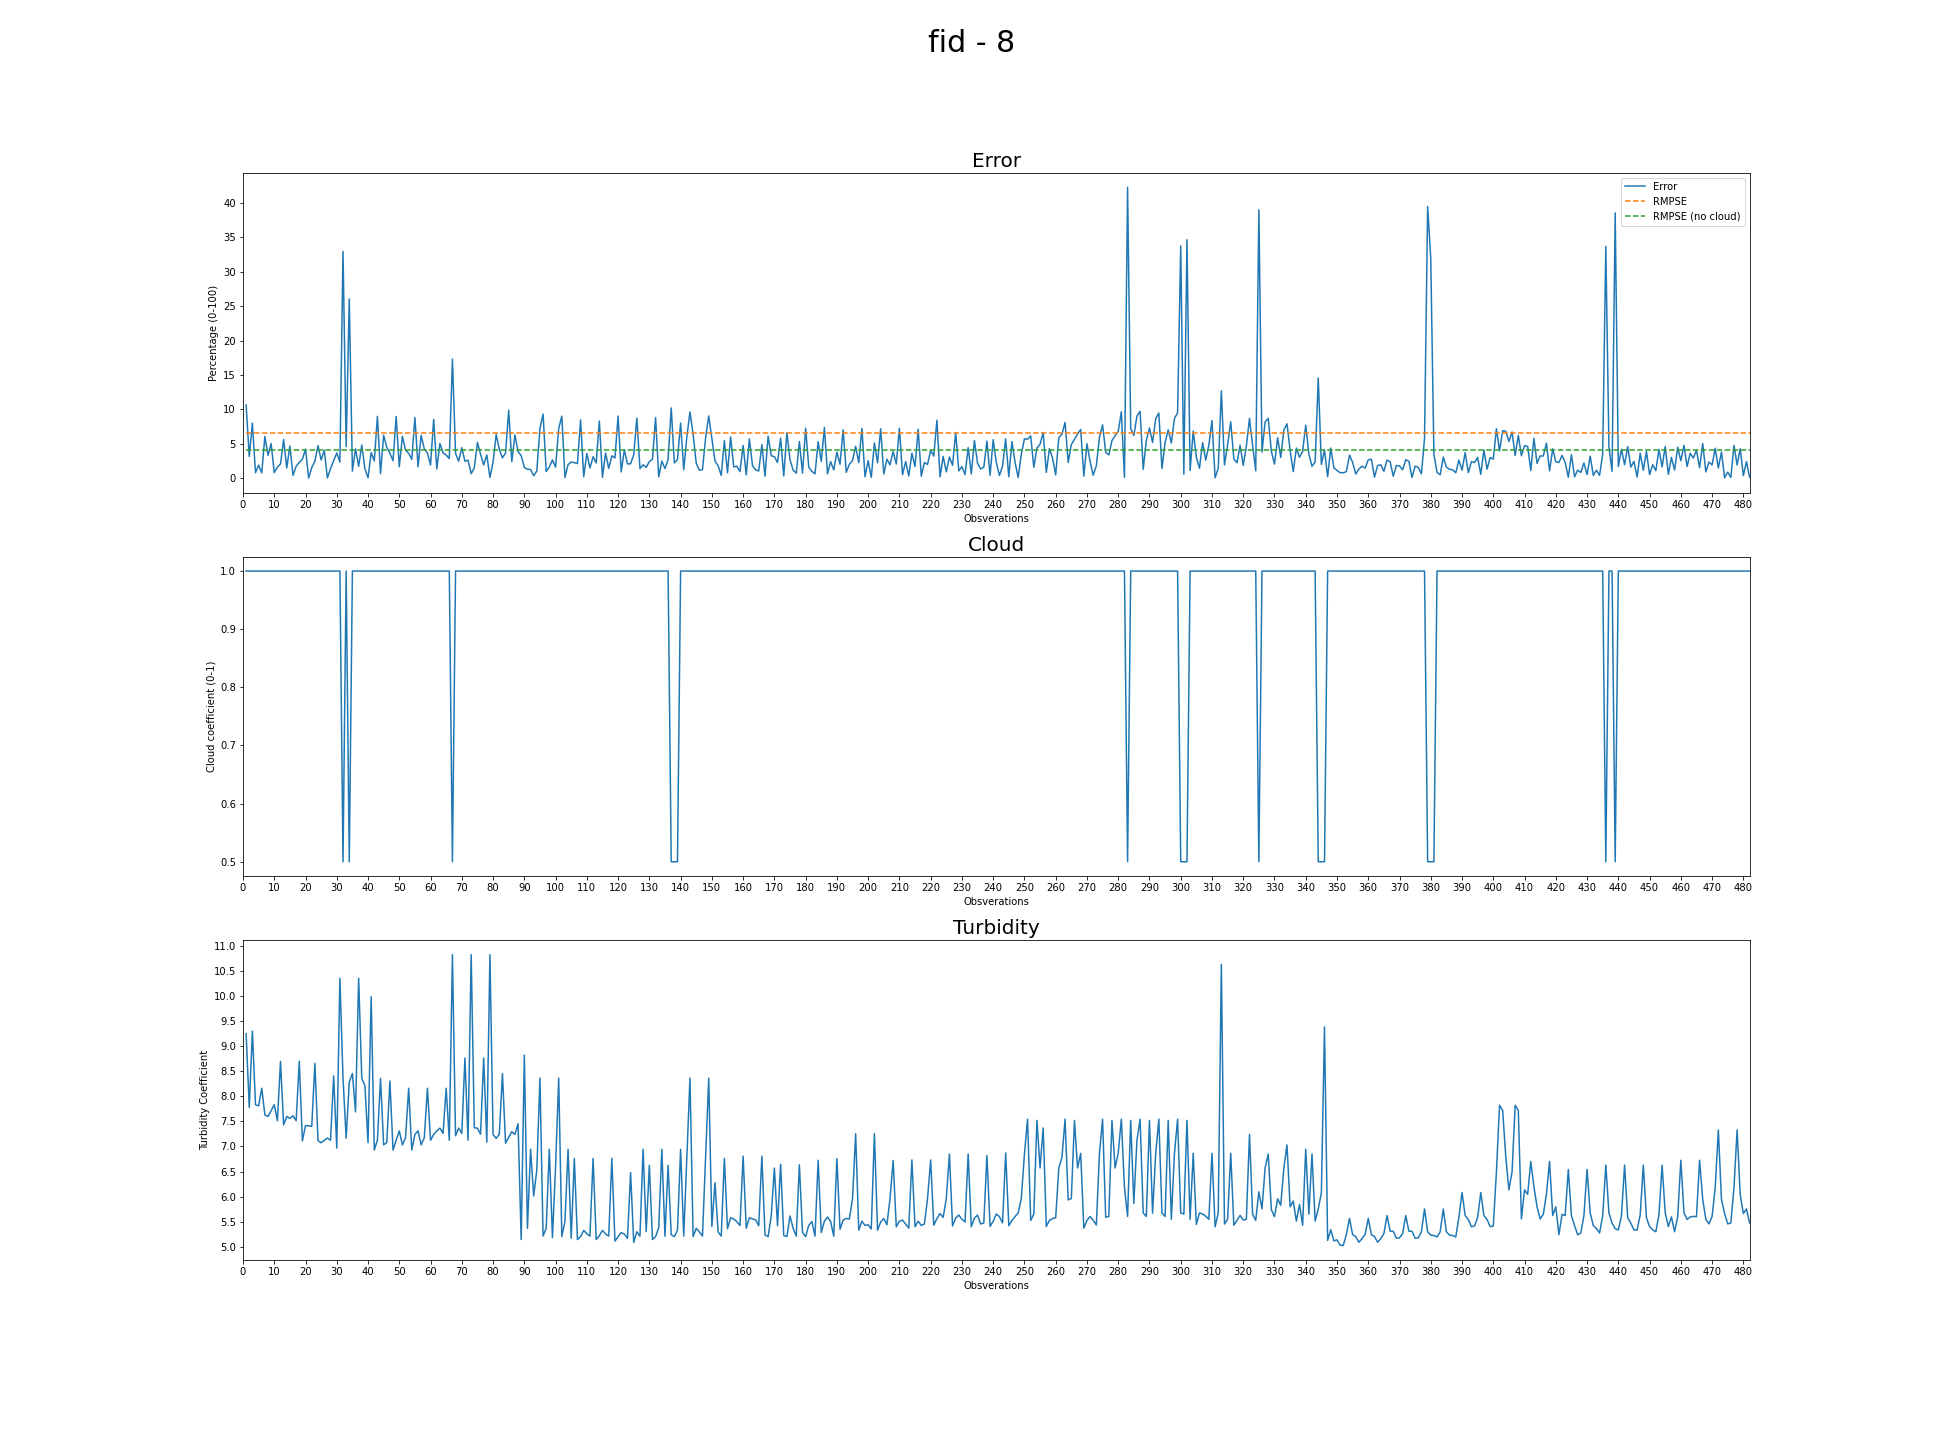 fid - 8
Error
Percentage (0-100)
40
35
30
25
20
15
10
5
0
Error
RMPSE
RMPSE (no cloud)
0 10 20 30 40 50 60 70 80 90 100 110 120 130 140 150 160 170 180 190 200 210 220 230 240 250 260 270 280 290 300 310 320 330 340 350 360 370 380 390 400 410 420 430 440 450 460 470 480
Obsverations
Cloud
Cloud coefficient (0-1)
1.0
0.9
0.8
0.7
0.6
0.5
0 10 20 30 40 50 60 70 80 90 100 110 120 130 140 150 160 170 180 190 200 210 220 230 240 250 260 270 280 290 300 310 320 330 340 350 360 370 380 390 400 410 420 430 440 450 460 470 480
Obsverations
Turbidity
Turbidity Coefficient
11.0
10.5
10.0
9.5
9.0
8.5
8.0
7.5
7.0
6.5
6.0
5.5
5.0
0 10 20 30 40 50 60 70 80 90 100 110 120 130 140 150 160 170 180 190 200 210 220 230 240 250 260 270 280 290 300 310 320 330 340 350 360 370 380 390 400 410 420 430 440 450 460 470 480
Obsverations